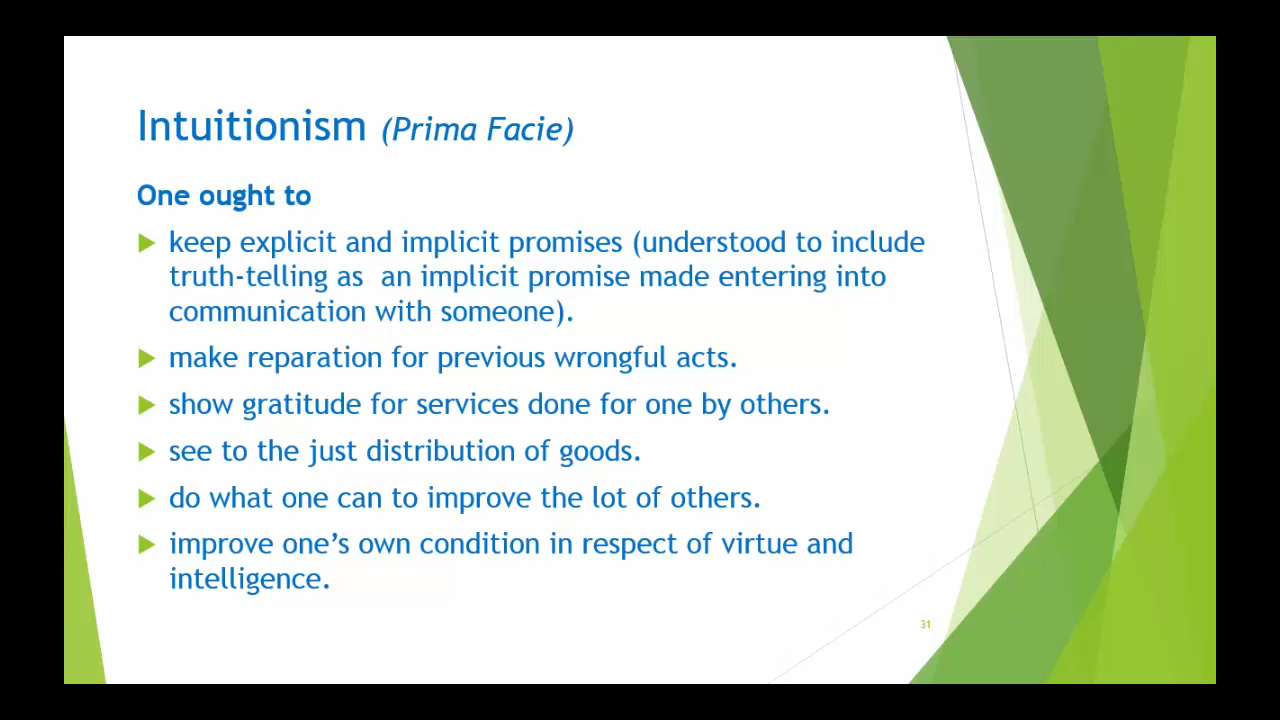 Intuitionism (Prima Facie)
One ought to
keep explicit and implicit promises (understood to include
truth-telling as  an implicit promise made entering into
communication with someone).
make reparation for previous wrongful acts.
show gratitude for services done for one by others.
see to the just distribution of goods.
do what one can to improve the lot of others.
improve one’s own condition in respect of virtue and
intelligence.
31